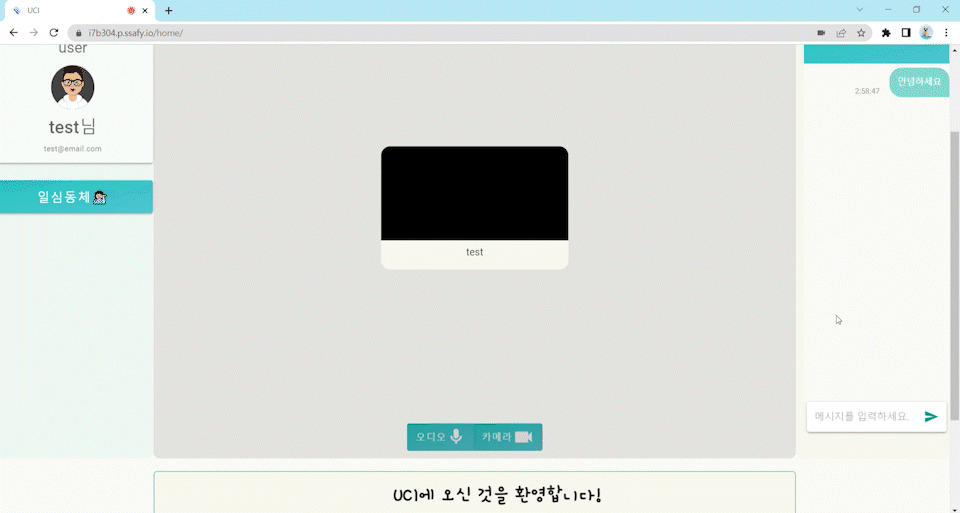 UCI
i7b304.p.ssafy.io/home/
user
test님
test@email.com
일심동체
test
오디오
카메라
안녕하세요
2:58:47
메시지를 입력하세요.
UCI에 오신 것을 환영합니다!